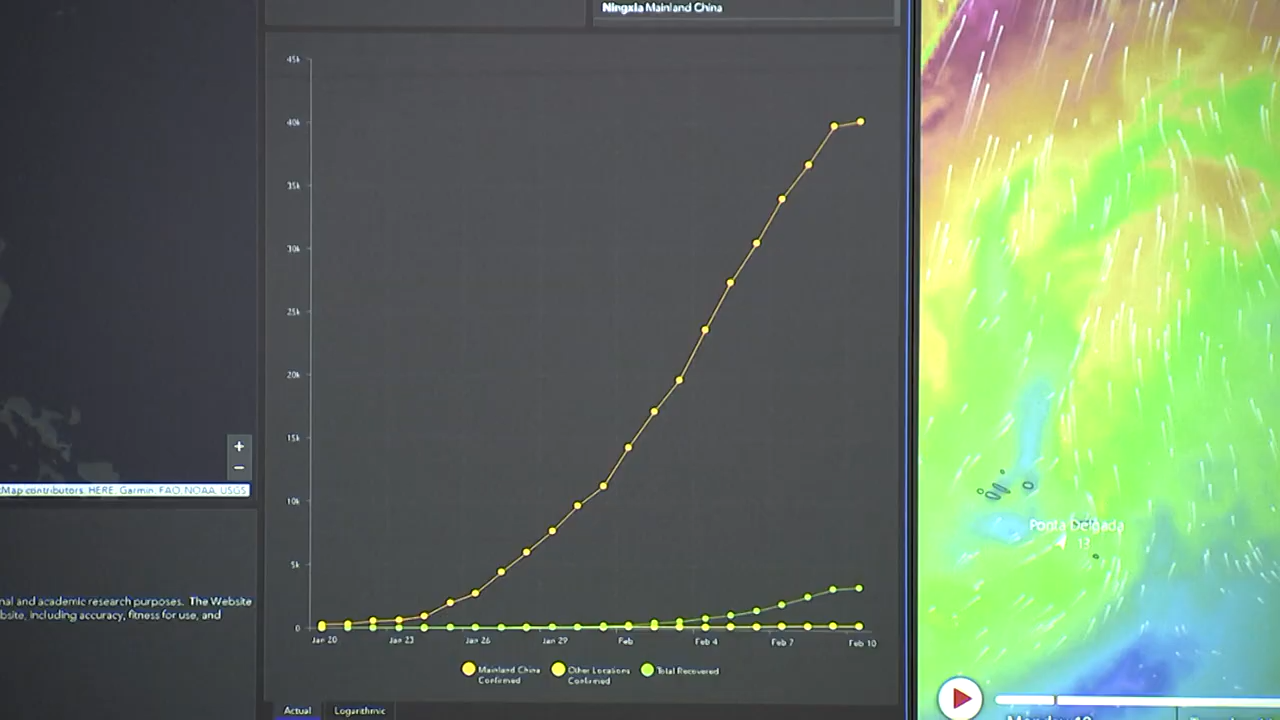 Ningxia Mainland China
45k
40k
35k
30k
25k
20k
15k
10k
5k
0
Jan 20
Jan 23
Jan 26
Jan 29
Feb
Feb 4
Feb 7
Feb 10
Mainland China
Confirmed
Other Locations
Confirmed
Total Recovered
Actual
Logarithmic
+
−
Map contributors, HERE, Garmin, FAO, NOAA, USGS
nal and academic research purposes. The Website
bsite, including accuracy, fitness for use, and
Ponta Delgada
13